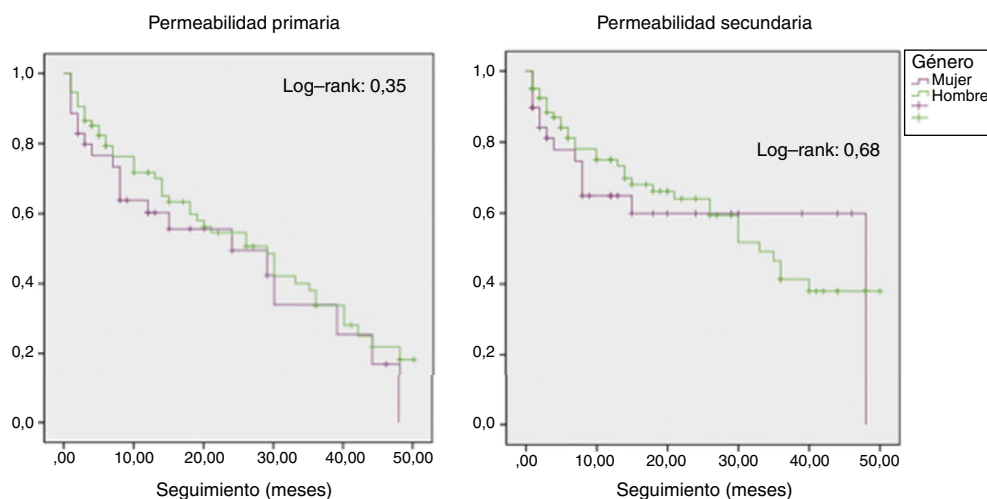 Permeabilidad primaria
Log–rank: 0,35
1,0
0,8
0,6
0,4
0,2
0,0
,00 10,00 20,00 30,00 40,00 50,00
Seguimiento (meses)
Permeabilidad secundaria
Log–rank: 0,68
1,0
0,8
0,6
0,4
0,2
0,0
,00 10,00 20,00 30,00 40,00 50,00
Seguimiento (meses)
Género
Mujer
Hombre